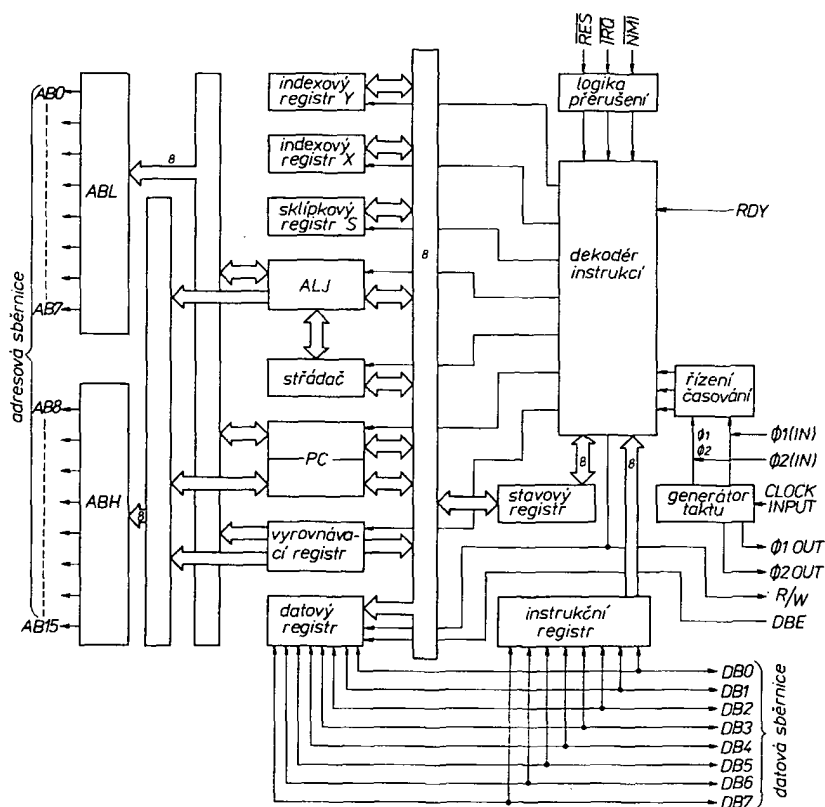 RES IRQ NMI
logika
přerušení
adresová sběrnice
AB0
AB7
ABL
8
AB8
AB15
ABH
8
indexový
registr Y
indexový
registr X
sklípkový
registr S
ALJ
střádač
PC
vyrovnáva-
cí registr
datový
registr
8
dekodér
instrukcí
RDY
řízení
časování
ϕ1
ϕ2
ϕ1(IN)
ϕ2(IN)
generátor
taktu
CLOCK
INPUT
ϕ1 OUT
ϕ2 OUT
R/W
DBE
8
8
stavový
registr
instrukční
registr
DB0
DB1
DB2
DB3
DB4
DB5
DB6
DB7
datová sběrnice